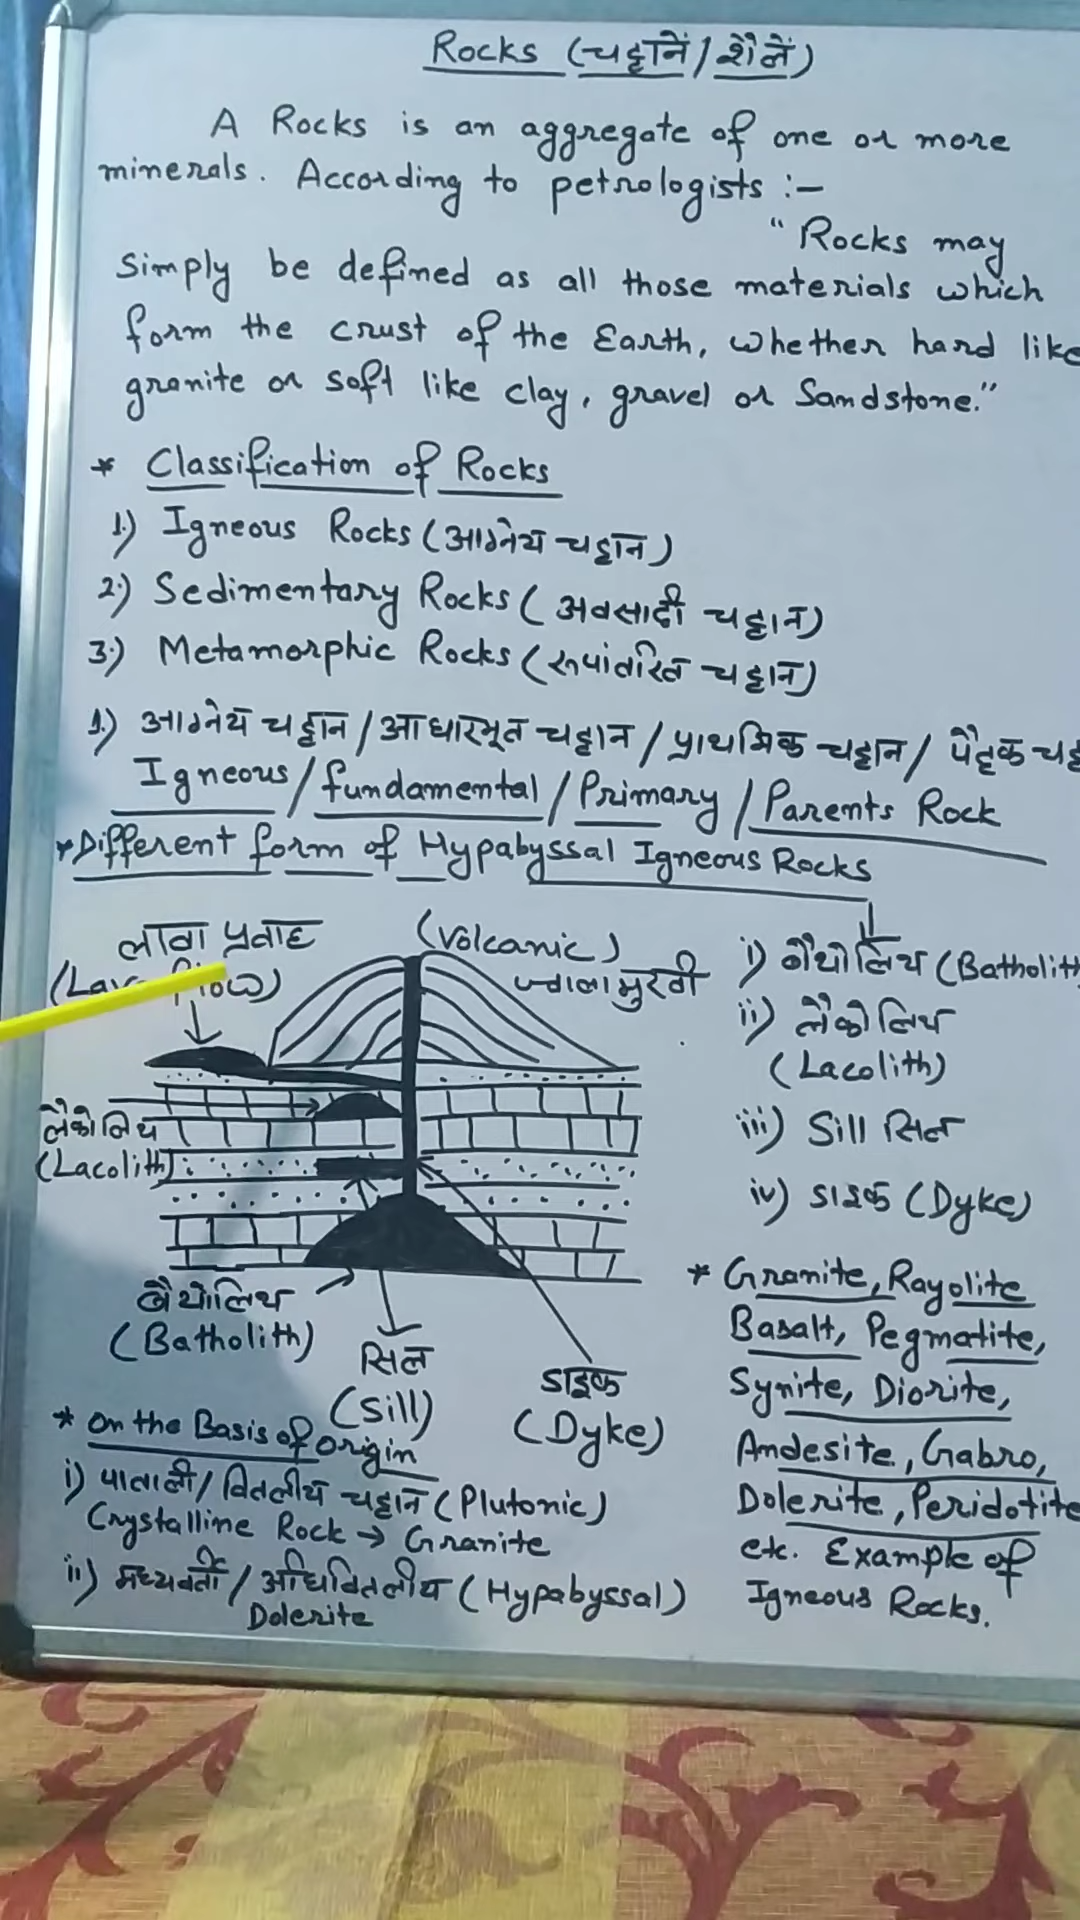 Rocks (चट्टानें/शैलें)
A Rocks is an aggregate of one or more
minerals. According to petrologists :-
"Rocks may
Simply be defined as all those materials which
form the crust of the Earth, whether hard like
granite or soft like clay, gravel or Sandstone."
* Classification of Rocks
1.) Igneous Rocks (आग्नेय चट्टान)
2.) Sedimentary Rocks (अवसादी चट्टान)
3.) Metamorphic Rocks (रूपांतरित चट्टान)
1.) आग्नेय चट्टान / आधारभूत चट्टान / प्राथमिक चट्टान / पैतृक
Igneous / fundamental / Primary / Parents Rock
* Different form of Hypabyssal Igneous Rocks
लावा प्रवाह
(Volcanic)
ज्वालामुखी
लैकोलिथ
(Lacolith)
बैथोलिथ
(Batholith)
सिल
(Sill)
डाइक
(Dyke)
i) बैथोलिथ (Batholith
ii) लैकोलिथ
(Lacolith)
iii) Sill सिल
iv) डाइक (Dyke)
* Granite, Rayolite
Basalt, Pegmatite,
Synite, Diorite,
Andesite, Gabro,
Dolerite, Peridotite
etc. Example of
Igneous Rocks.
* On the Basis of Origin
i) पाताली / वितलीय चट्टान (Plutonic)
Crystalline Rock → Granite
ii) मध्यवर्ती / अधिवितलीय (Hypabyssal)
Dolerite